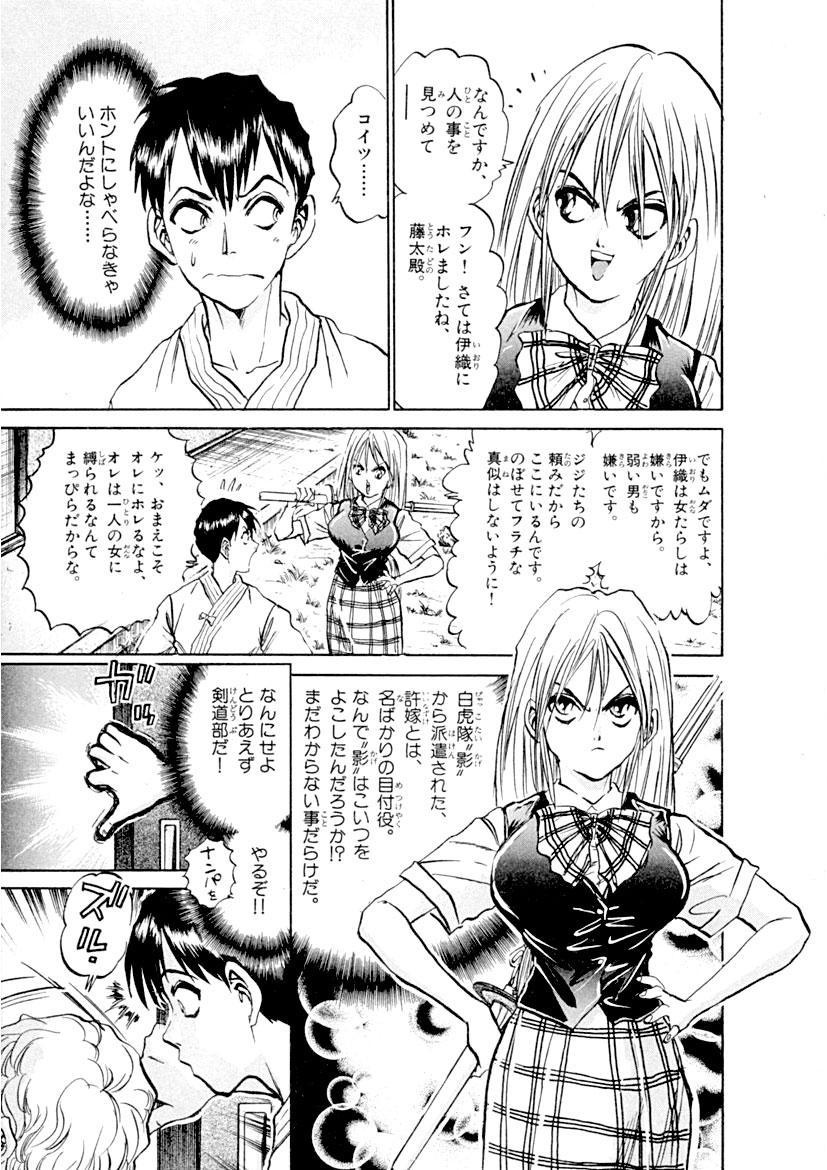 なんですか、
人の事を
見つめて
──
フン！さては伊織に
ホレましたね、
藤太殿。
コイツ……
ホントにしゃべらなきゃ
いいんだよな……
でもムダですよ、
伊織は女たらしは
嫌いですから。
弱い男も
嫌いです。
ジジたちの
頼みだから
ここにいるんです。
のぼせてフラチな
真似はしないように！
ケッ、おまえこそ
オレにホレるなよ、
オレは一人の女に
縛られるなんて
まっぴらだからな。
白虎隊〝影〟
から派遣された、
許嫁とは、
名ばかりの目付役。
なんで〝影〟はこいつを
よこしたんだろうか!?
まだわからない事だらけだ。
なんにせよ
とりあえず
剣道部だ！
ガッ
やるぞ!!
ナンパを
ズル・